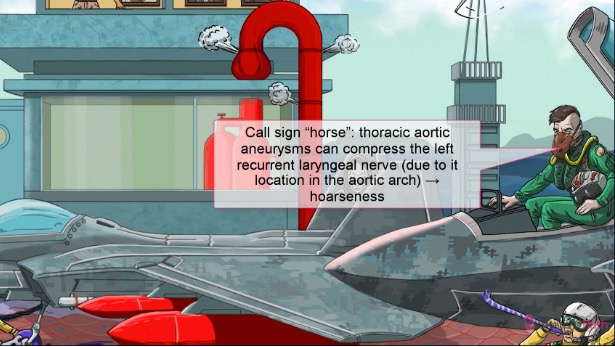 Call sign “horse”: thoracic aortic
aneurysms can compress the left
recurrent laryngeal nerve (due to it
location in the aortic arch) →
hoarseness